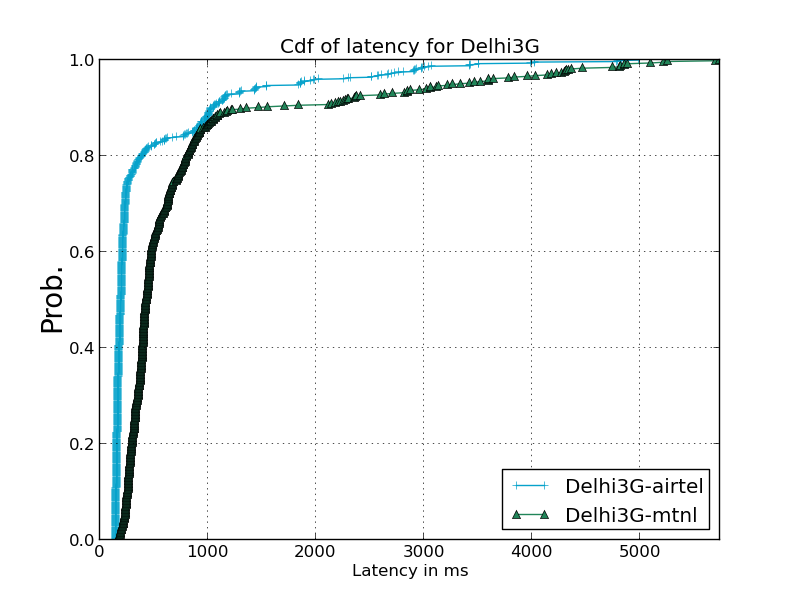 Cdf of latency for Delhi3G
Prob.
1.0
0.8
0.6
0.4
0.2
0.0
0 1000 2000 3000 4000 5000
Latency in ms
Delhi3G-airtel
Delhi3G-mtnl